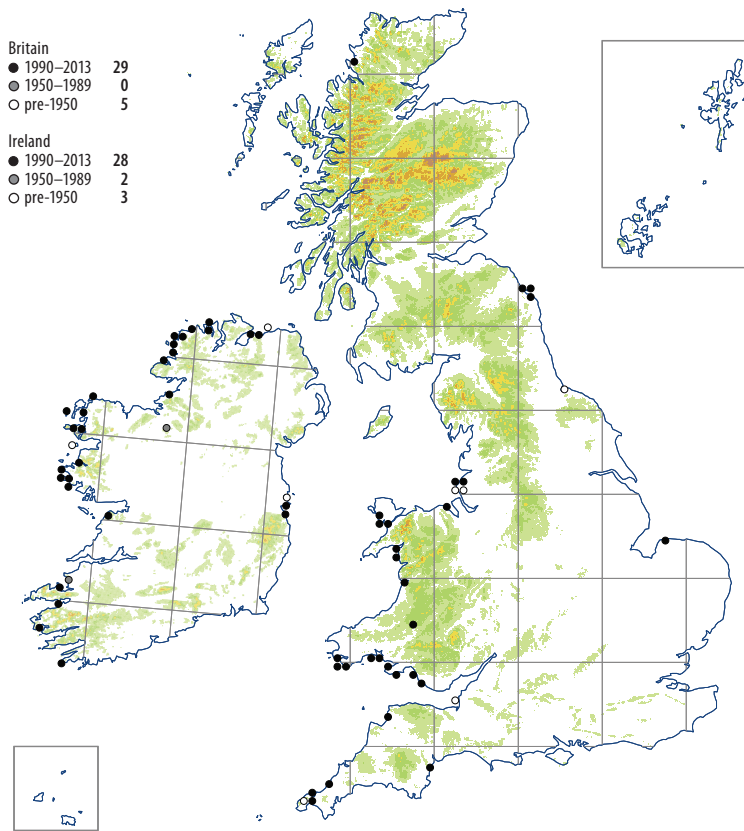 Britain
● 1990–2013 29
● 1950–1989 0
○ pre-1950 5
Ireland
● 1990–2013 28
● 1950–1989 2
○ pre-1950 3